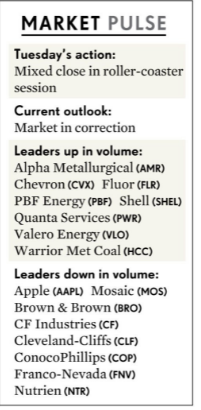 MARKET PULSE
Tuesday's action:
Mixed close in roller-coaster
session
Current outlook:
Market in correction
Leaders up in volume:
Alpha Metallurgical (AMR)
Chevron (CVX) Fluor (FLR)
PBF Energy (PBF) Shell (SHEL)
Quanta Services (PWR)
Valero Energy (VLO)
Warrior Met Coal (HCC)
Leaders down in volume:
Apple (AAPL) Mosaic (MOS)
Brown & Brown (BRO)
CF Industries (CF)
Cleveland-Cliffs (CLF)
ConocoPhillips (COP)
Franco-Nevada (FNV)
Nutrien (NTR)